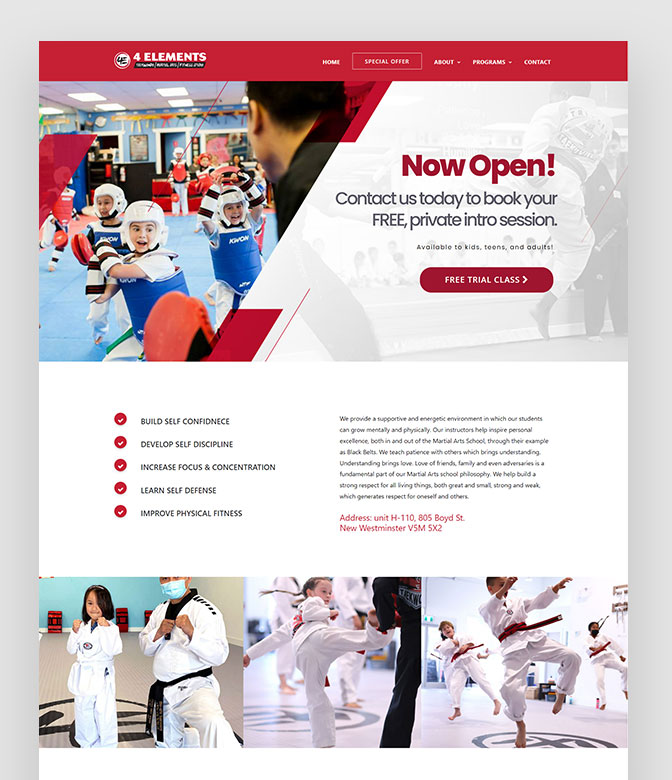 4 ELEMENTS
TAEKWONDO | MARTIAL ARTS | FITNESS STUDIO
HOME
SPECIAL OFFER
ABOUT
PROGRAMS
CONTACT
Now Open!
Contact us today to book your
FREE, private intro session.
Available to kids, teens, and adults!
FREE TRIAL CLASS
KWON
KWON
BUILD SELF CONFIDNECE
DEVELOP SELF DISCIPLINE
INCREASE FOCUS & CONCENTRATION
LEARN SELF DEFENSE
IMPROVE PHYSICAL FITNESS
We provide a supportive and energetic environment in which our students
can grow mentally and physically. Our instructors help inspire personal
excellence, both in and out of the Martial Arts School, through their example
as Black Belts. We teach patience with others which brings understanding.
Understanding brings love. Love of friends, family and even adversaries is a
fundamental part of our Martial Arts school philosophy. We help build a
strong respect for all living things, both great and small, strong and weak,
which generates respect for oneself and others.
Address: unit H-110, 805 Boyd St.
New Westminster V5M 5X2